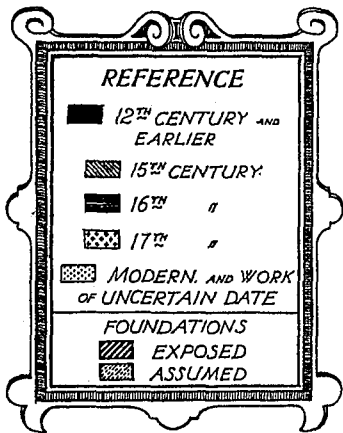 REFERENCE
12TH CENTURY AND
EARLIER
15TH CENTURY.
16TH "
17TH "
MODERN. AND WORK
OF UNCERTAIN DATE
FOUNDATIONS
EXPOSED
ASSUMED